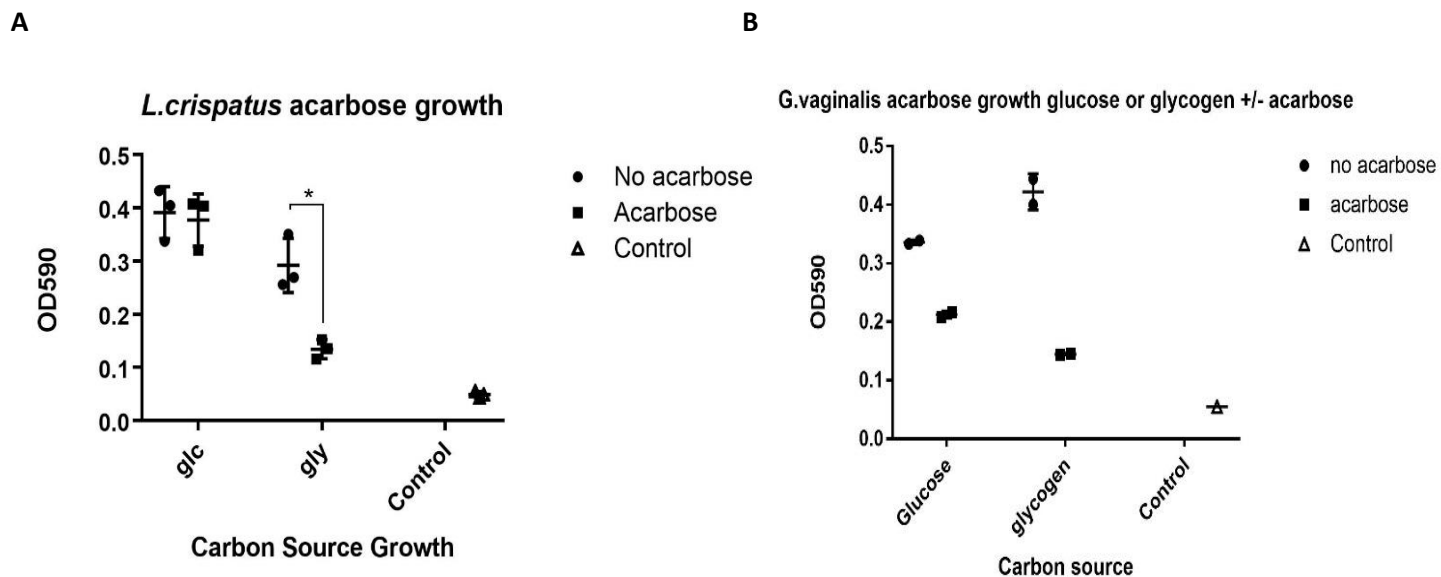 A
L.crispatus acarbose growth
0.5
0.4
0.3
0.2
0.1
0.0
OD590
*
glc
gly
Control
Carbon Source Growth
No acarbose
Acarbose
Control
B
G.vaginalis acarbose growth glucose or glycogen +/- acarbose
0.5
0.4
0.3
0.2
0.1
0.0
OD590
Glucose
glycogen
Control
Carbon source
no acarbose
acarbose
Control